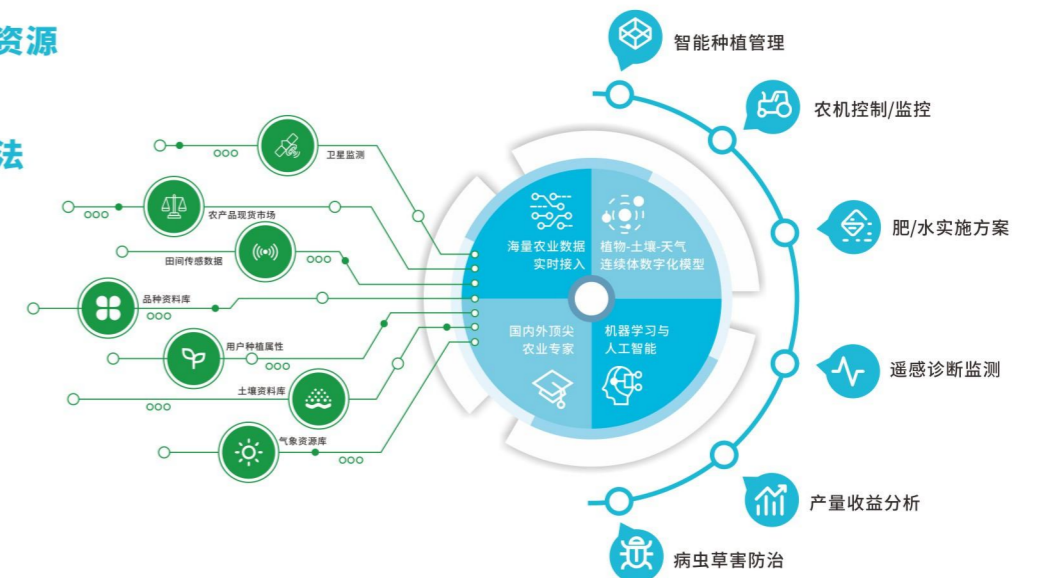 资源
法
卫星监测
农产品现货市场
田间传感数据
品种资料库
用户种植属性
土壤资料库
气象资源库
海量农业数据
实时接入
植物-土壤-天气
连续体数字化模型
国内外顶尖
农业专家
机器学习与
人工智能
智能种植管理
农机控制/监控
肥/水实施方案
遥感诊断监测
产量收益分析
病虫草害防治